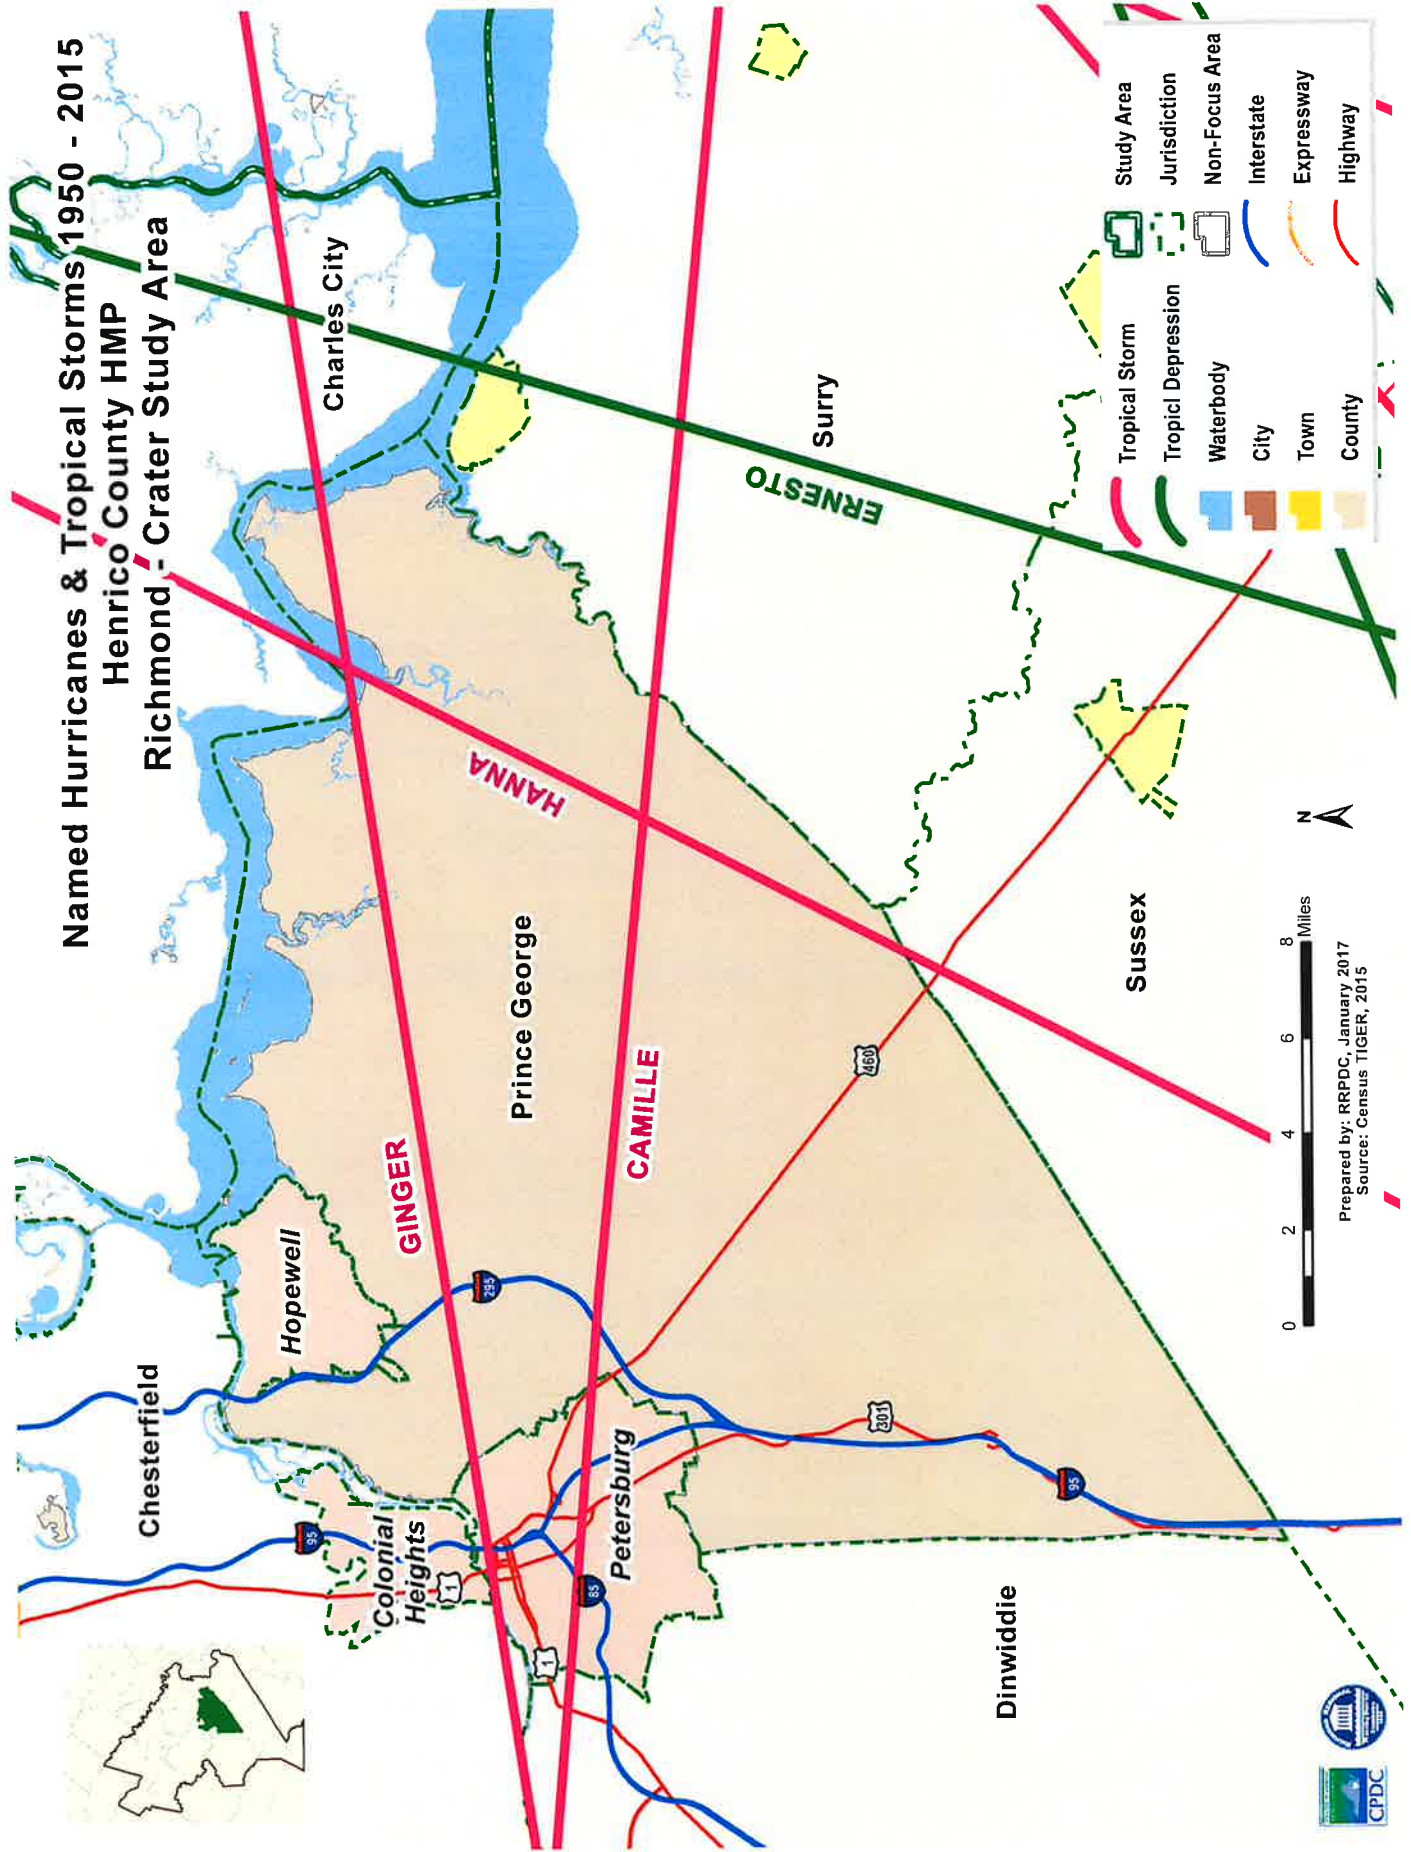 Named Hurricanes & Tropical Storms 1950 - 2015
Henrico County HMP
Richmond - Crater Study Area
Charles City
Surry
ERNESTO
HANNA
Prince George
GINGER
CAMILLE
Hopewell
Chesterfield
Colonial
Heights
Petersburg
Dinwiddie
Sussex
295
95
1
1
85
460
301
95
Tropical Storm
Tropicl Depression
Waterbody
City
Town
County
Study Area
Jurisdiction
Non-Focus Area
Interstate
Expressway
Highway
N
0 2 4 6 8
Miles
Prepared by: RRPDC, January 2017
Source: Census TIGER, 2015
CPDC